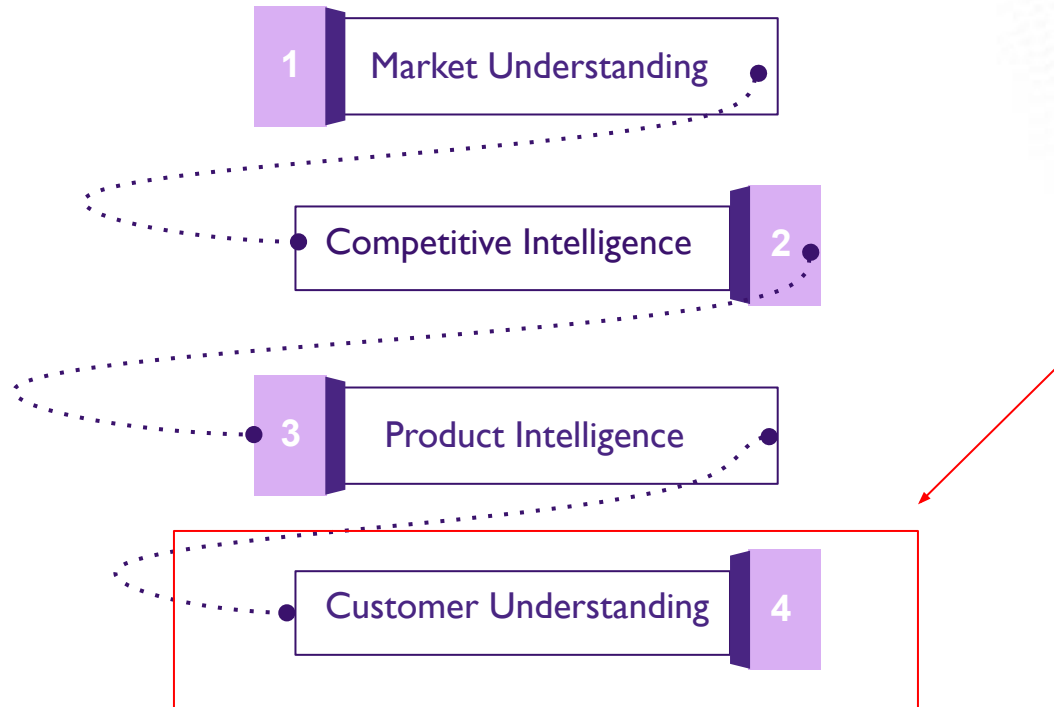 1 Market Understanding
Competitive Intelligence 2
3 Product Intelligence
Customer Understanding 4